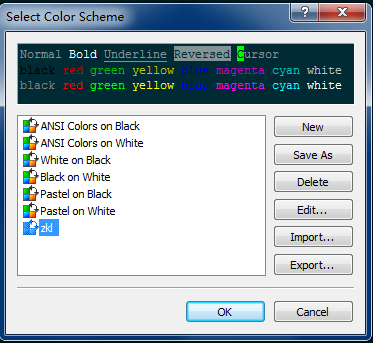 Select Color Scheme
Normal Bold Underline Reversed Cursor
black red green yellow blue magenta cyan white
black red green yellow blue magenta cyan white
ANSI Colors on Black
ANSI Colors on White
White on Black
Black on White
Pastel on Black
Pastel on White
zkl
New
Save As
Delete
Edit...
Import...
Export...
OK
Cancel